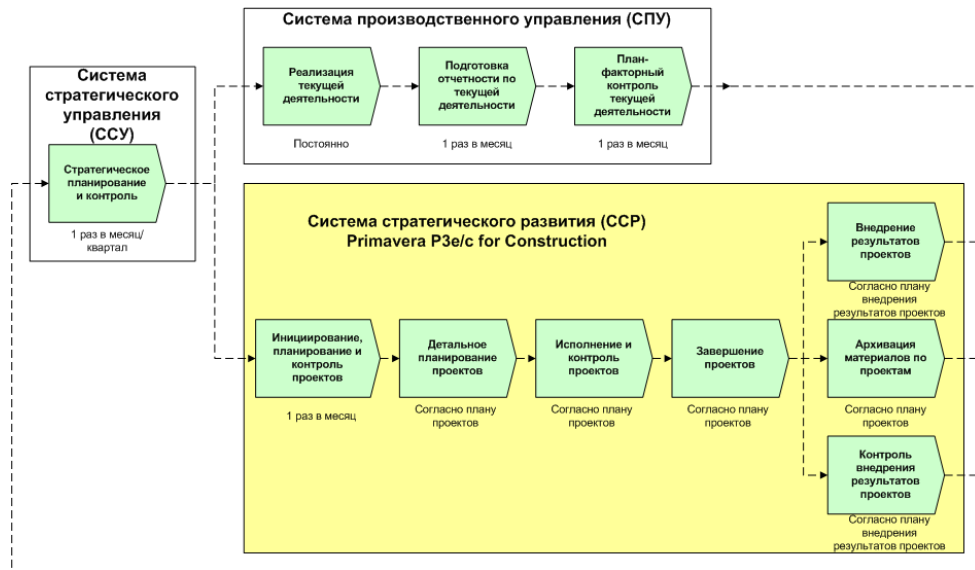 Система
стратегического
управления
(ССУ)
Стратегическое
планирование
и контроль
1 раз в месяц/
квартал
Система производственного управления (СПУ)
Реализация
текущей
деятельности
Постоянно
Подготовка
отчетности по
текущей
деятельности
1 раз в месяц
План-
факторный
контроль
текущей
деятельности
1 раз в месяц
Система стратегического развития (ССР)
Primavera P3e/c for Construction
Инициирование,
планирование и
контроль
проектов
1 раз в месяц
Детальное
планирование
проектов
Согласно плану
проектов
Исполнение и
контроль
проектов
Согласно плану
проектов
Завершение
проектов
Согласно плану
проектов
Внедрение
результатов
проектов
Согласно плану
внедрения
результатов проектов
Архивация
материалов по
проектам
Согласно плану
проектов
Контроль
внедрения
результатов
проектов
Согласно плану
внедрения
результатов проектов